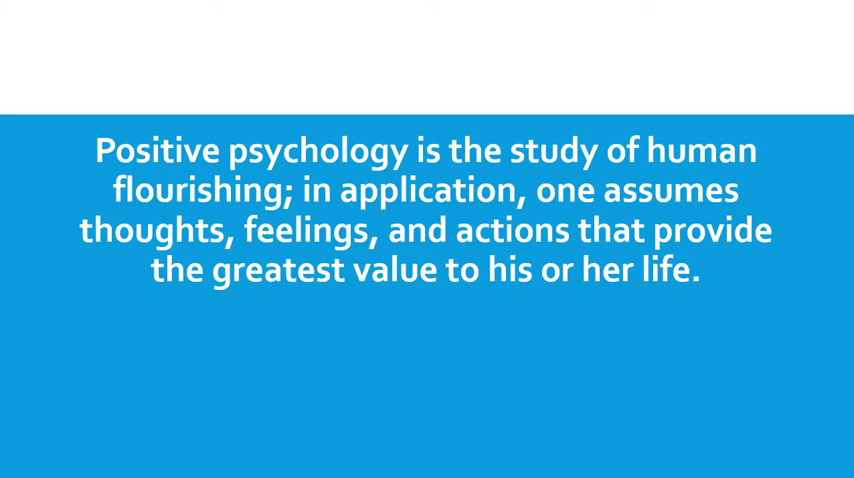 Positive psychology is the study of human
flourishing; in application, one assumes
thoughts, feelings, and actions that provide
the greatest value to his or her life.